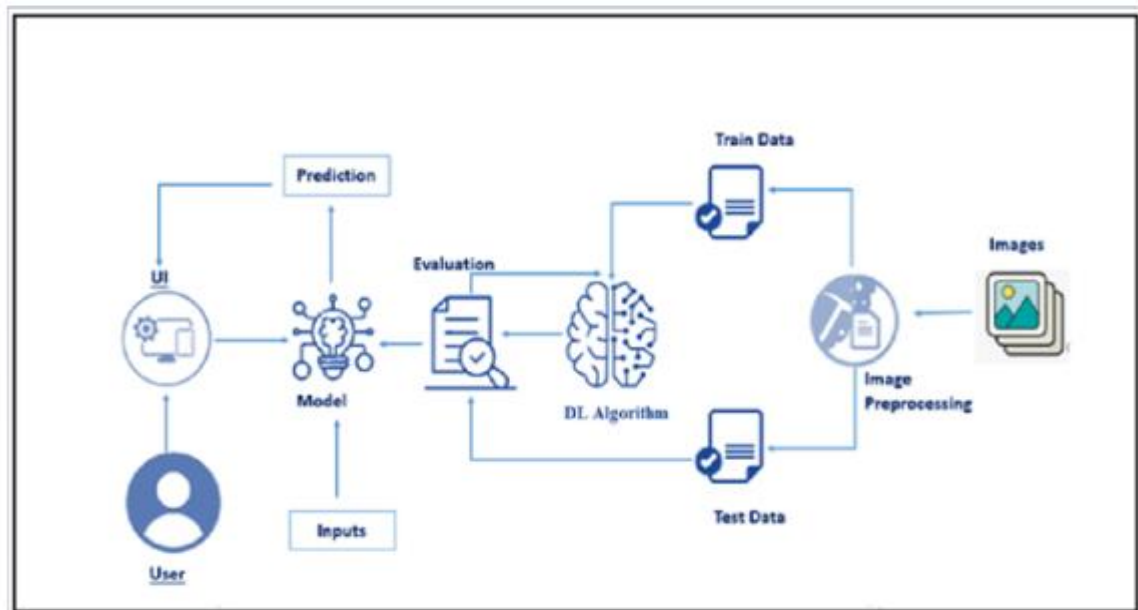 Train Data
Prediction
Images
Evaluation
UI
Model
Image
Preprocessing
DL Algorithm
Test Data
Inputs
User